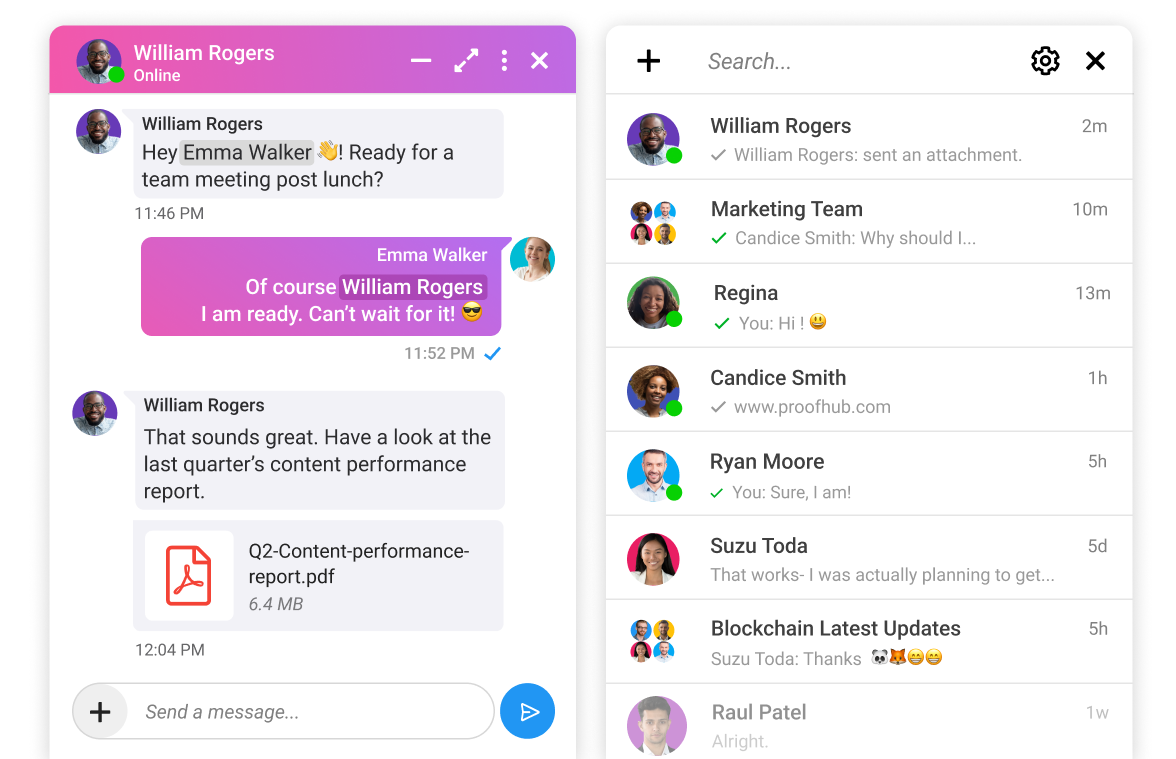 William Rogers
Online
William Rogers
Hey Emma Walker 👋! Ready for a
team meeting post lunch?
11:46 PM
Emma Walker
Of course William Rogers
I am ready. Can’t wait for it! 😎
11:52 PM
William Rogers
That sounds great. Have a look at the
last quarter’s content performance
report.
Q2-Content-performance-
report.pdf
6.4 MB
12:04 PM
Send a message...
Search...
William Rogers 2m
William Rogers: sent an attachment.
Marketing Team 10m
Candice Smith: Why should I...
Regina 13m
You: Hi ! 😃
Candice Smith 1h
www.proofhub.com
Ryan Moore 5h
You: Sure, I am!
Suzu Toda 5d
That works- I was actually planning to get...
Blockchain Latest Updates 5h
Suzu Toda: Thanks 🐼🦊😁😁
Raul Patel 1w
Alright.